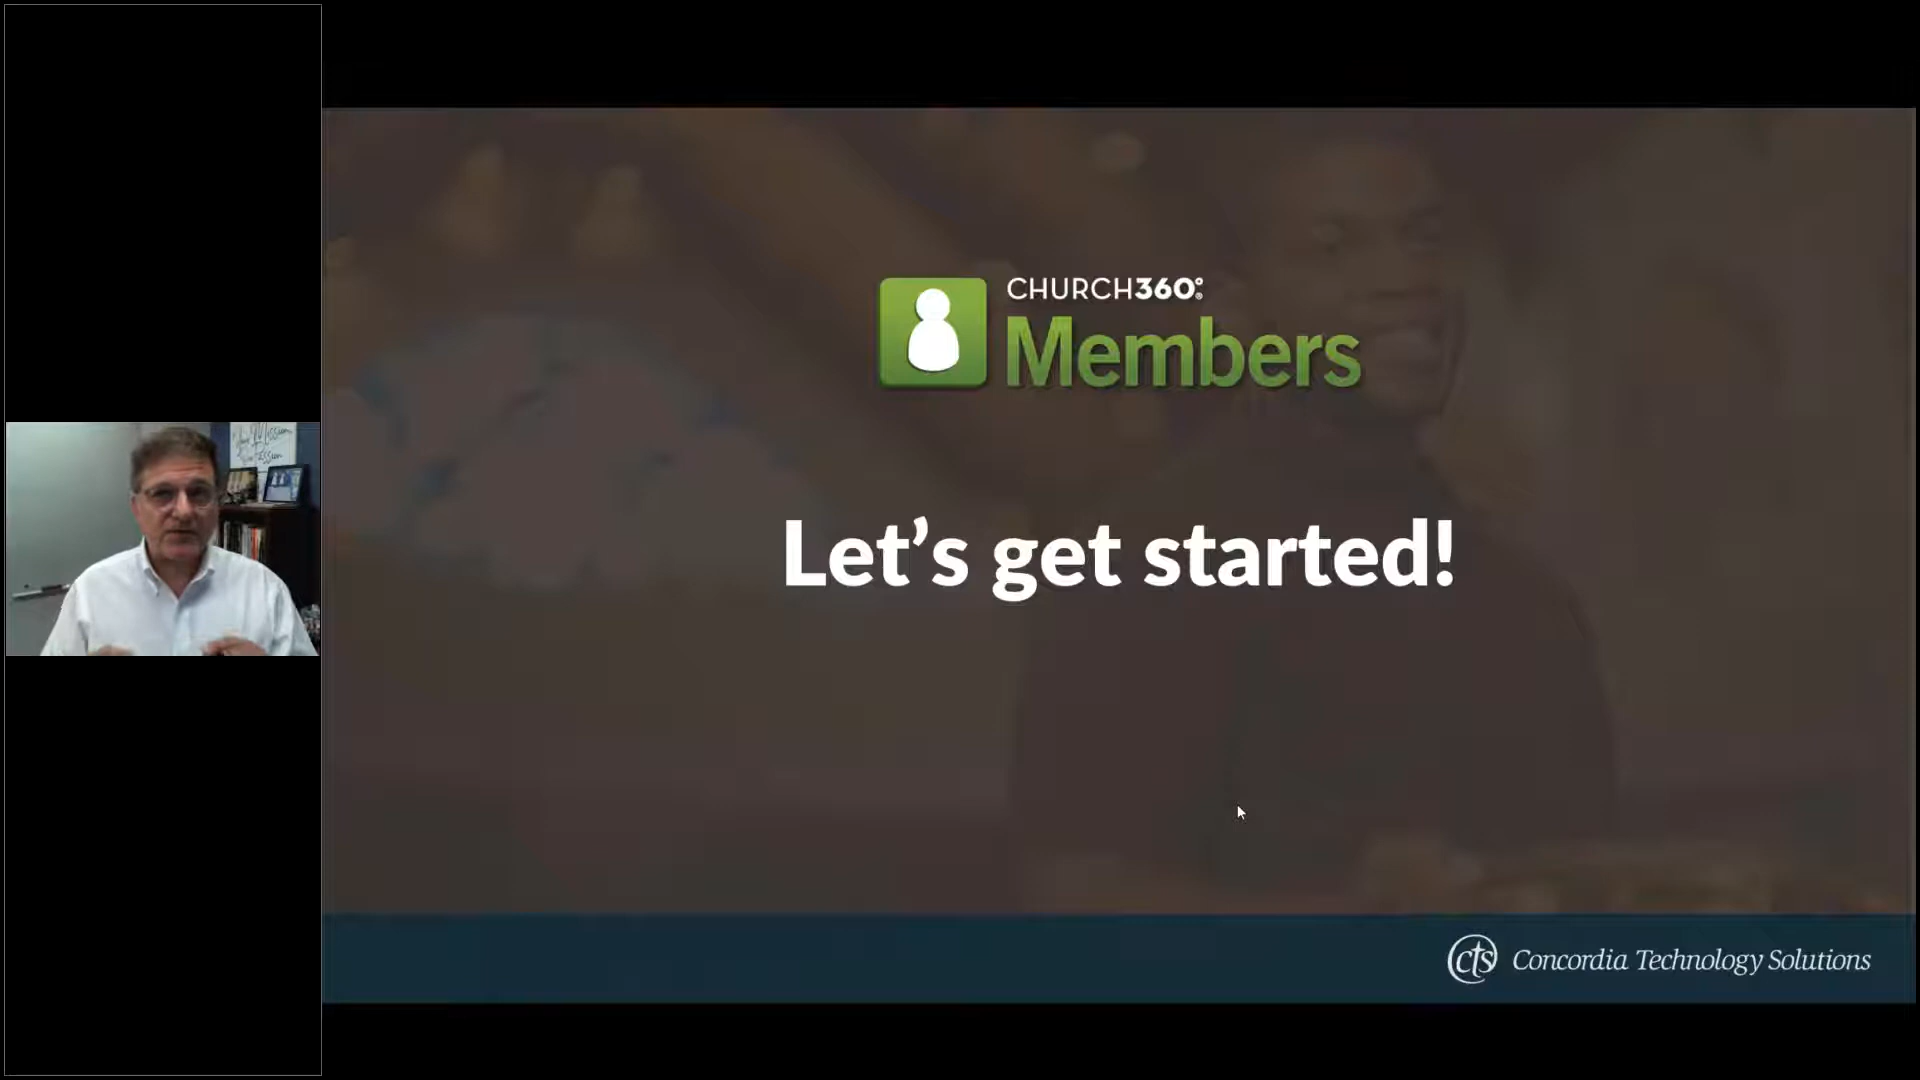 CHURCH360°
Members
Let's get started!
cts Concordia Technology Solutions